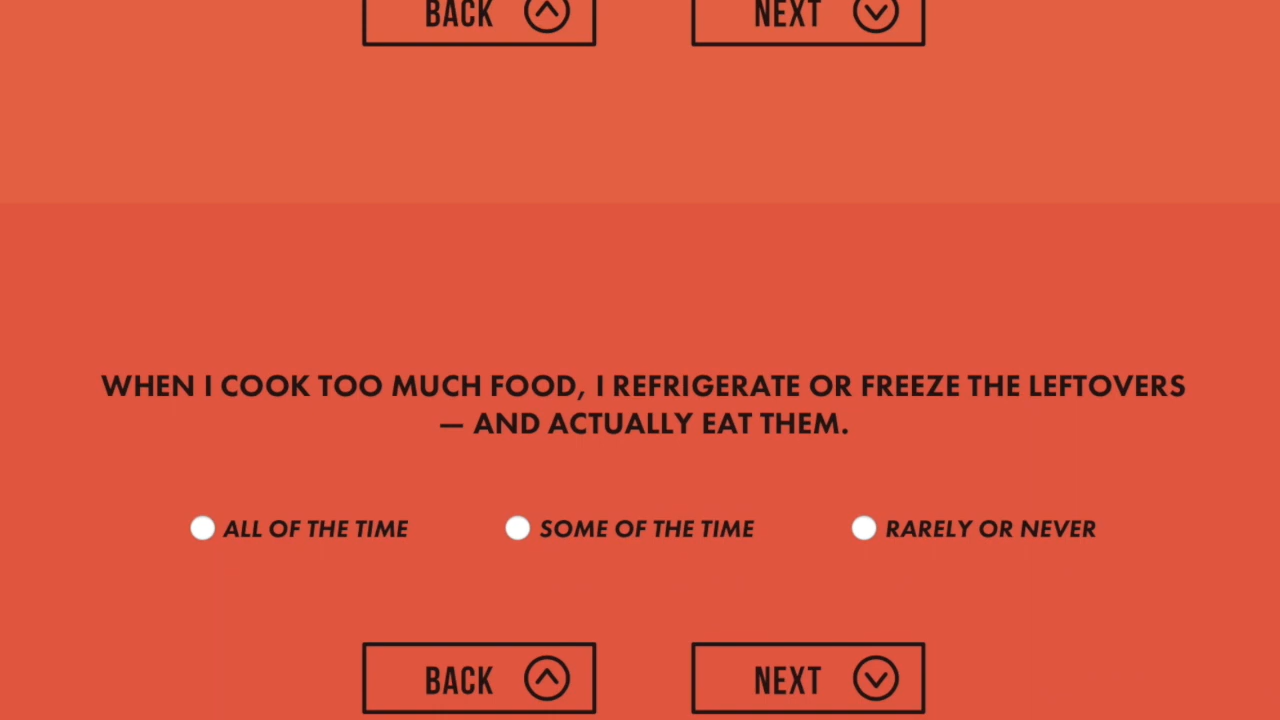 BACK NEXT
WHEN I COOK TOO MUCH FOOD, I REFRIGERATE OR FREEZE THE LEFTOVERS
— AND ACTUALLY EAT THEM.
ALL OF THE TIME SOME OF THE TIME RARELY OR NEVER
BACK NEXT